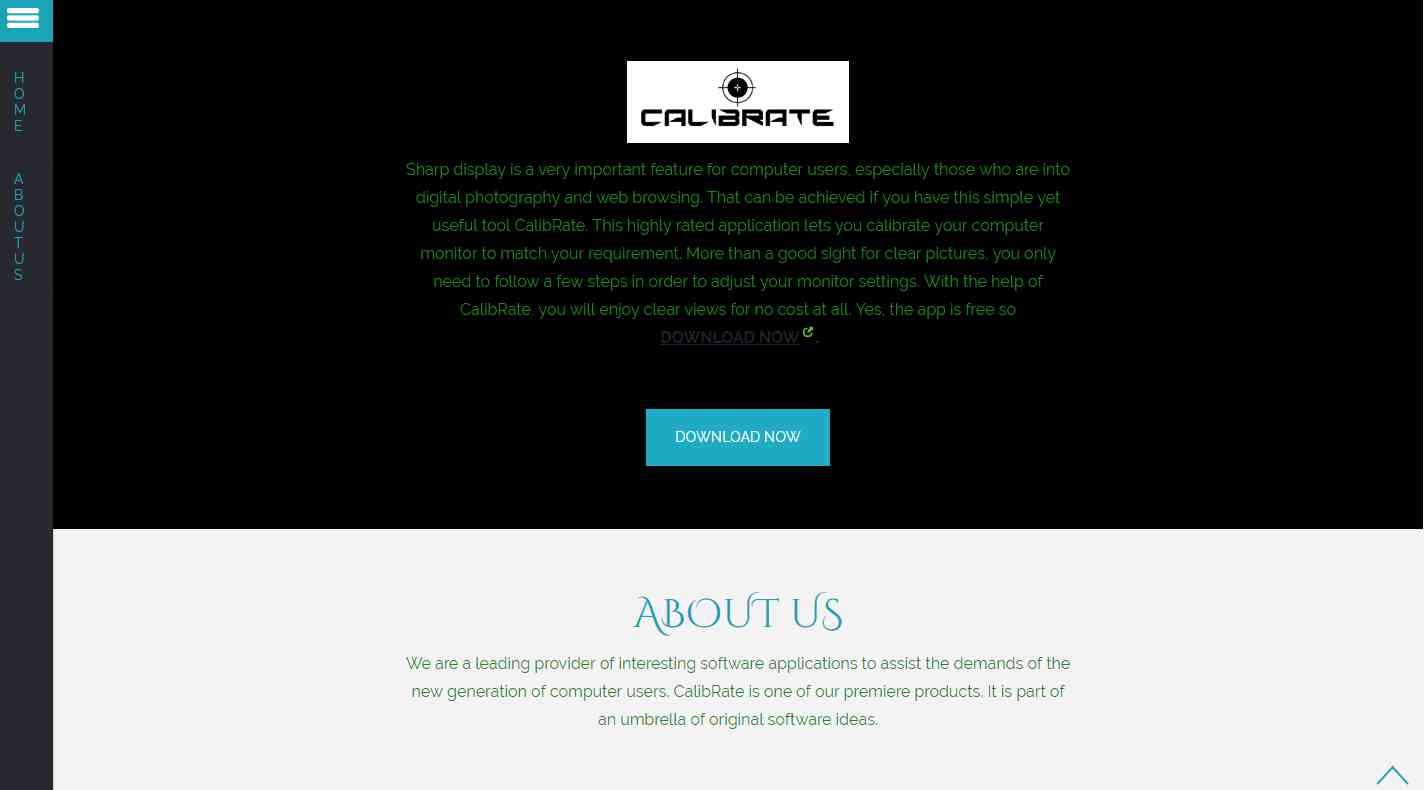 HOME
ABOUT US
CALIBRATE
Sharp display is a very important feature for computer users, especially those who are into
digital photography and web browsing. That can be achieved if you have this simple yet
useful tool CalibRate. This highly rated application lets you calibrate your computer
monitor to match your requirement. More than a good sight for clear pictures, you only
need to follow a few steps in order to adjust your monitor settings. With the help of
CalibRate, you will enjoy clear views for no cost at all. Yes, the app is free so
DOWNLOAD NOW.
DOWNLOAD NOW
ABOUT US
We are a leading provider of interesting software applications to assist the demands of the
new generation of computer users. CalibRate is one of our premiere products. It is part of
an umbrella of original software ideas.